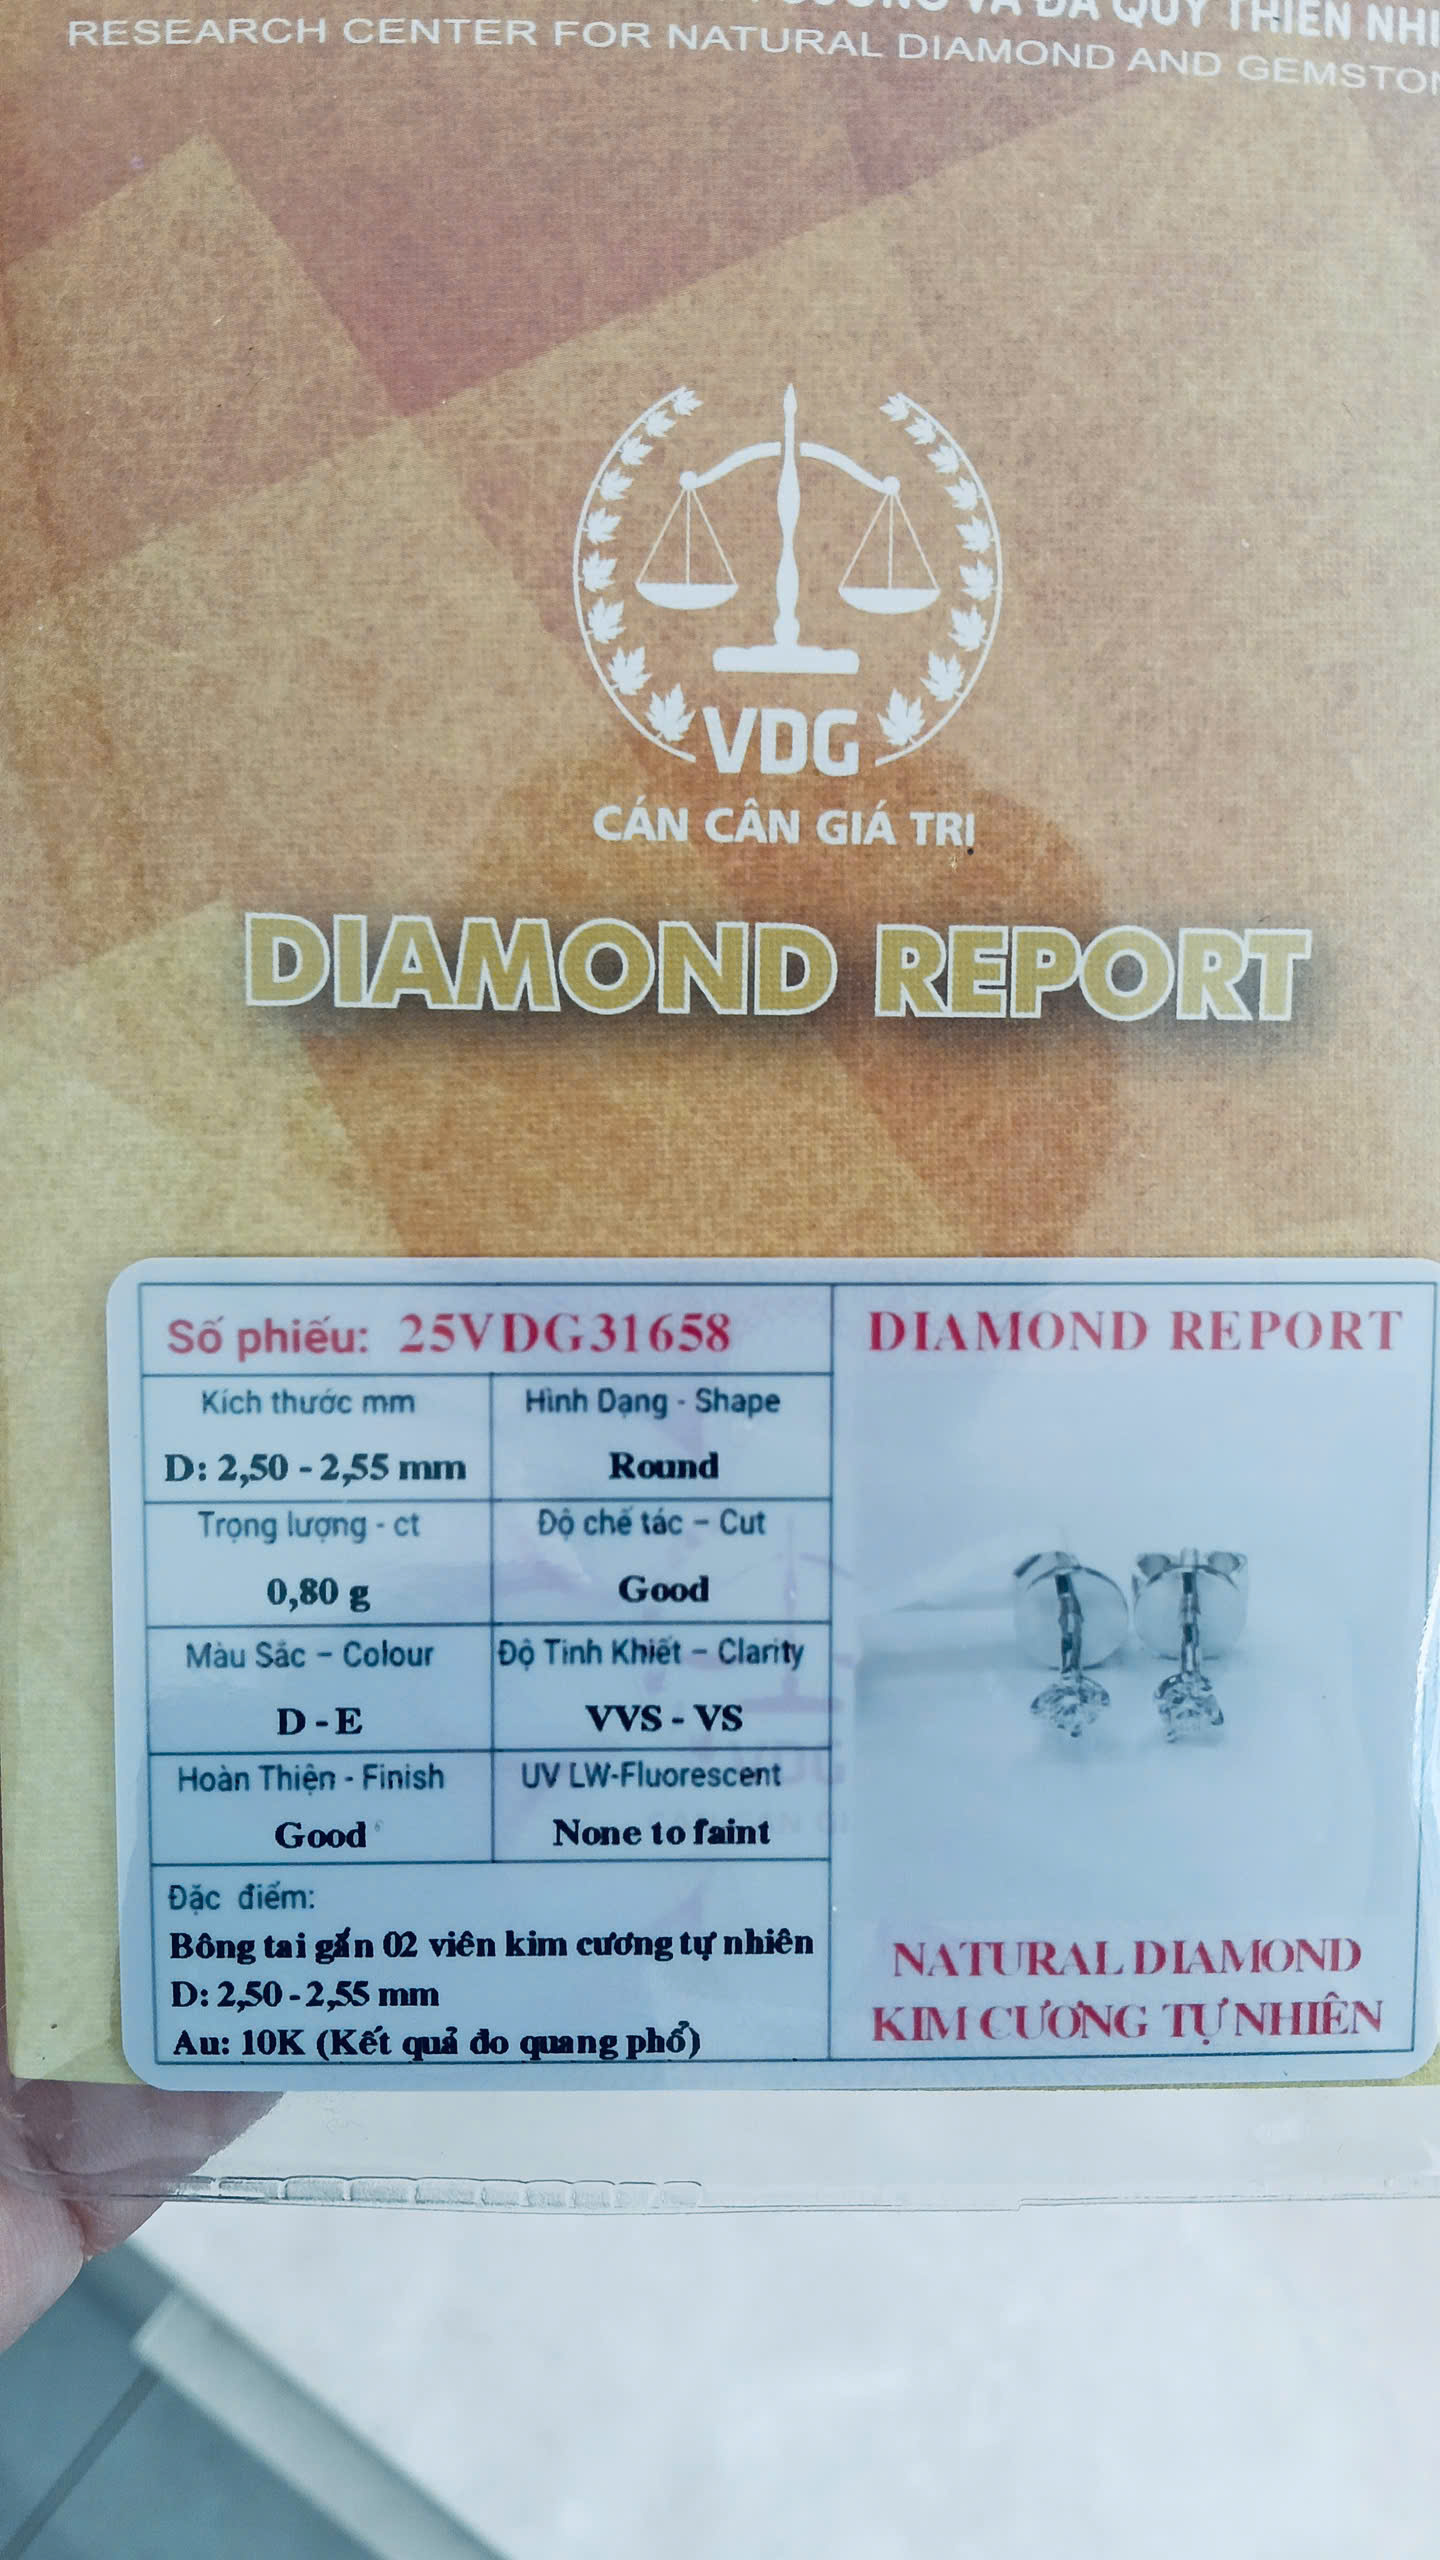 VÀ ĐÁ QUÝ THIÊN
RESEARCH CENTER FOR NATURAL DIAMOND AND
VDG
CÁN CÂN GIÁ TRỊ
DIAMOND REPORT
Số phiếu: 25VDG31658
DIAMOND REPORT
Kích thước mm
Hình Dạng - Shape
D: 2,50 - 2,55 mm
Round
Trọng lượng - ct
Độ chế tác – Cut
0,80 g
Good
Màu Sắc – Colour
Độ Tinh Khiết – Clarity
D - E
VVS - VS
Hoàn Thiện - Finish
UV LW-Fluorescent
Good
None to faint
Đặc điểm:
Bông tai gắn 02 viên kim cương tự nhiên
D: 2,50 - 2,55 mm
Au: 10K (Kết quả đo quang phổ)
NATURAL DIAMOND
KIM CƯƠNG TỰ NHIÊN